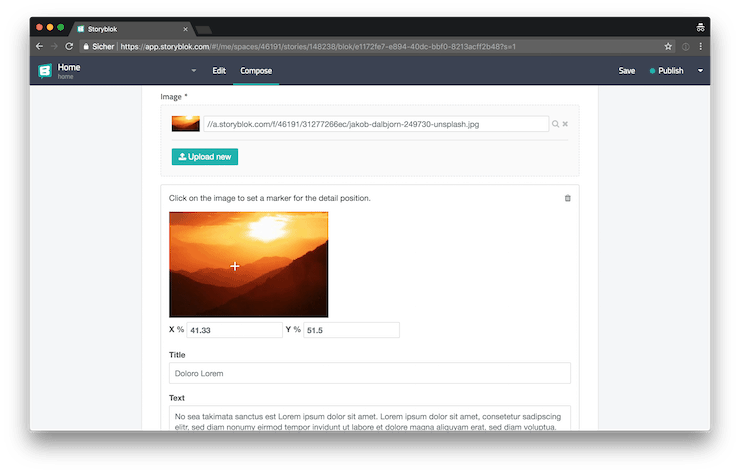 Storyblok
Sicher https://app.storyblok.com/#!/me/spaces/46191/stories/148238/blok/e1172fe7-e894-40dc-bbf0-8213acff2b48?s=1
Home
home
Edit
Compose
Save
Publish
Image *
//a.storyblok.com/f/46191/31277266ec/jakob-dalbjorn-249730-unsplash.jpg
Upload new
Click on the image to set a marker for the detail position.
X % 41.33 Y % 51.5
Title
Doloro Lorem
Text
No sea takimata sanctus est Lorem ipsum dolor sit amet. Lorem ipsum dolor sit amet, consetetur sadipscing
elitr, sed diam nonumy eirmod tempor invidunt ut labore et dolore magna aliquyam erat, sed diam voluptua.